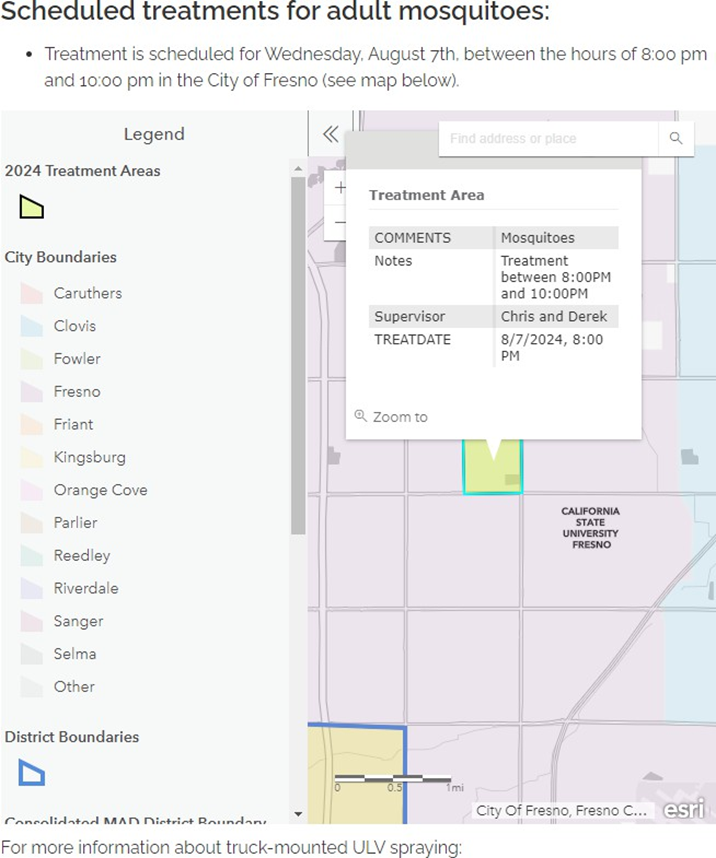 Scheduled treatments for adult mosquitoes:
• Treatment is scheduled for Wednesday, August 7th, between the hours of 8:00 pm
and 10:00 pm in the City of Fresno (see map below).
Legend
2024 Treatment Areas
City Boundaries
Caruthers
Clovis
Fowler
Fresno
Friant
Kingsburg
Orange Cove
Parlier
Reedley
Riverdale
Sanger
Selma
Other
District Boundaries
Consolidated MAD District Boundary
Find address or place
+
−
Treatment Area
COMMENTS Mosquitoes
Notes Treatment
between 8:00PM
and 10:00PM
Supervisor Chris and Derek
TREATDATE 8/7/2024, 8:00
PM
Zoom to
CALIFORNIA
STATE
UNIVERSITY
FRESNO
0 0.5 1mi
City Of Fresno, Fresno C...
esri
For more information about truck-mounted ULV spraying: